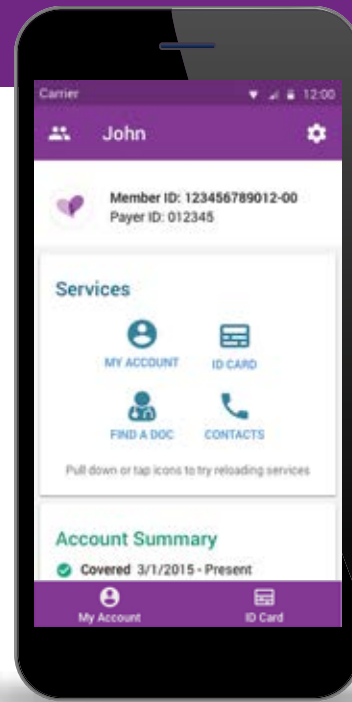 Carrier 12:00
John
Member ID: 123456789012-00
Payer ID: 012345
Services
MY ACCOUNT ID CARD
FIND A DOC CONTACTS
Pull down or tap icons to try reloading services
Account Summary
Covered 3/1/2015 - Present
My Account ID Card